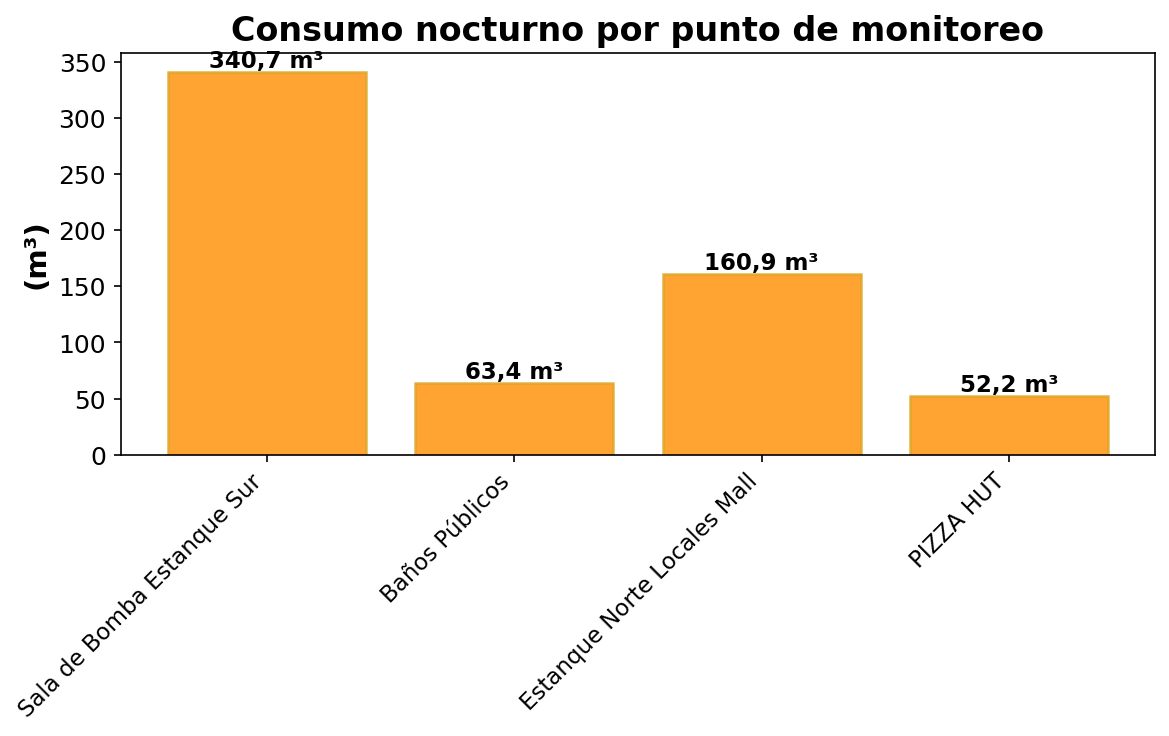 Consumo nocturno por punto de monitoreo
(m³)
350
300
250
200
150
100
50
0
340,7 m³
63,4 m³
160,9 m³
52,2 m³
Sala de Bomba Estanque Sur
Baños Públicos
Estanque Norte Locales Mall
PIZZA HUT